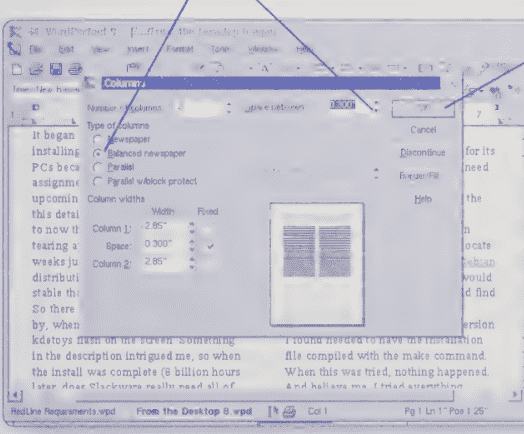 WordPerfect 9
File Edit View Insert Format Tools Window Help
Columns
Number of columns: Space between: 0.300"
OK
Type of columns
Newspaper
Balanced newspaper
Parallel
Parallel w/block protect
Cancel
Discontinue
Border/Fill
Help
Column widths
Width Fixed
Column 1: 2.85"
Space: 0.300"
Column 2: 2.85"
It began
installing
PCs beca
assignme
upcomin
this detai
to now th
tearing a
weeks ju
distributi
stable tha
So there
by, when
kdetoys flash on the screen. Something
in the description intrigued me, so when
the install was complete (8 billion hours
later, does Slackware really need all of
for its
need
the
n
ocate
Debian
would
d find
ersion
I found needed to have the installation
file compiled with the make command.
When this was tried, nothing happened.
And believe me, I tried everything
RedLine Requirements.wpd From the Desktop 8.wpd Col 1 Pg 1 Ln 1" Pos 1.25"